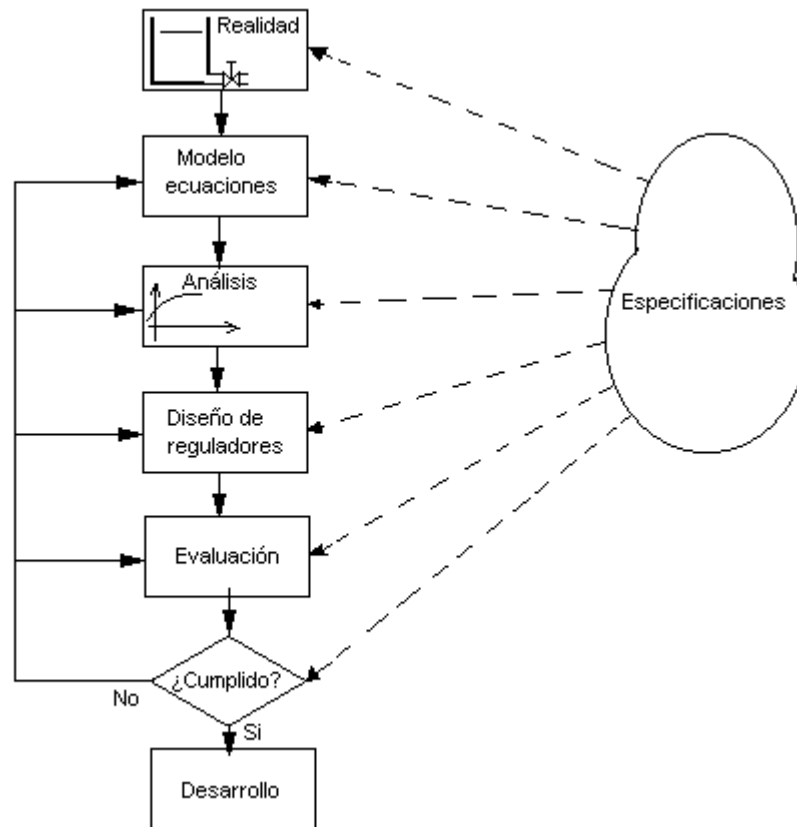 Realidad
Modelo
ecuaciones
Análisis
Especificaciones
Diseño de
reguladores
Evaluación
¿Cumplido?
No
Si
Desarrollo